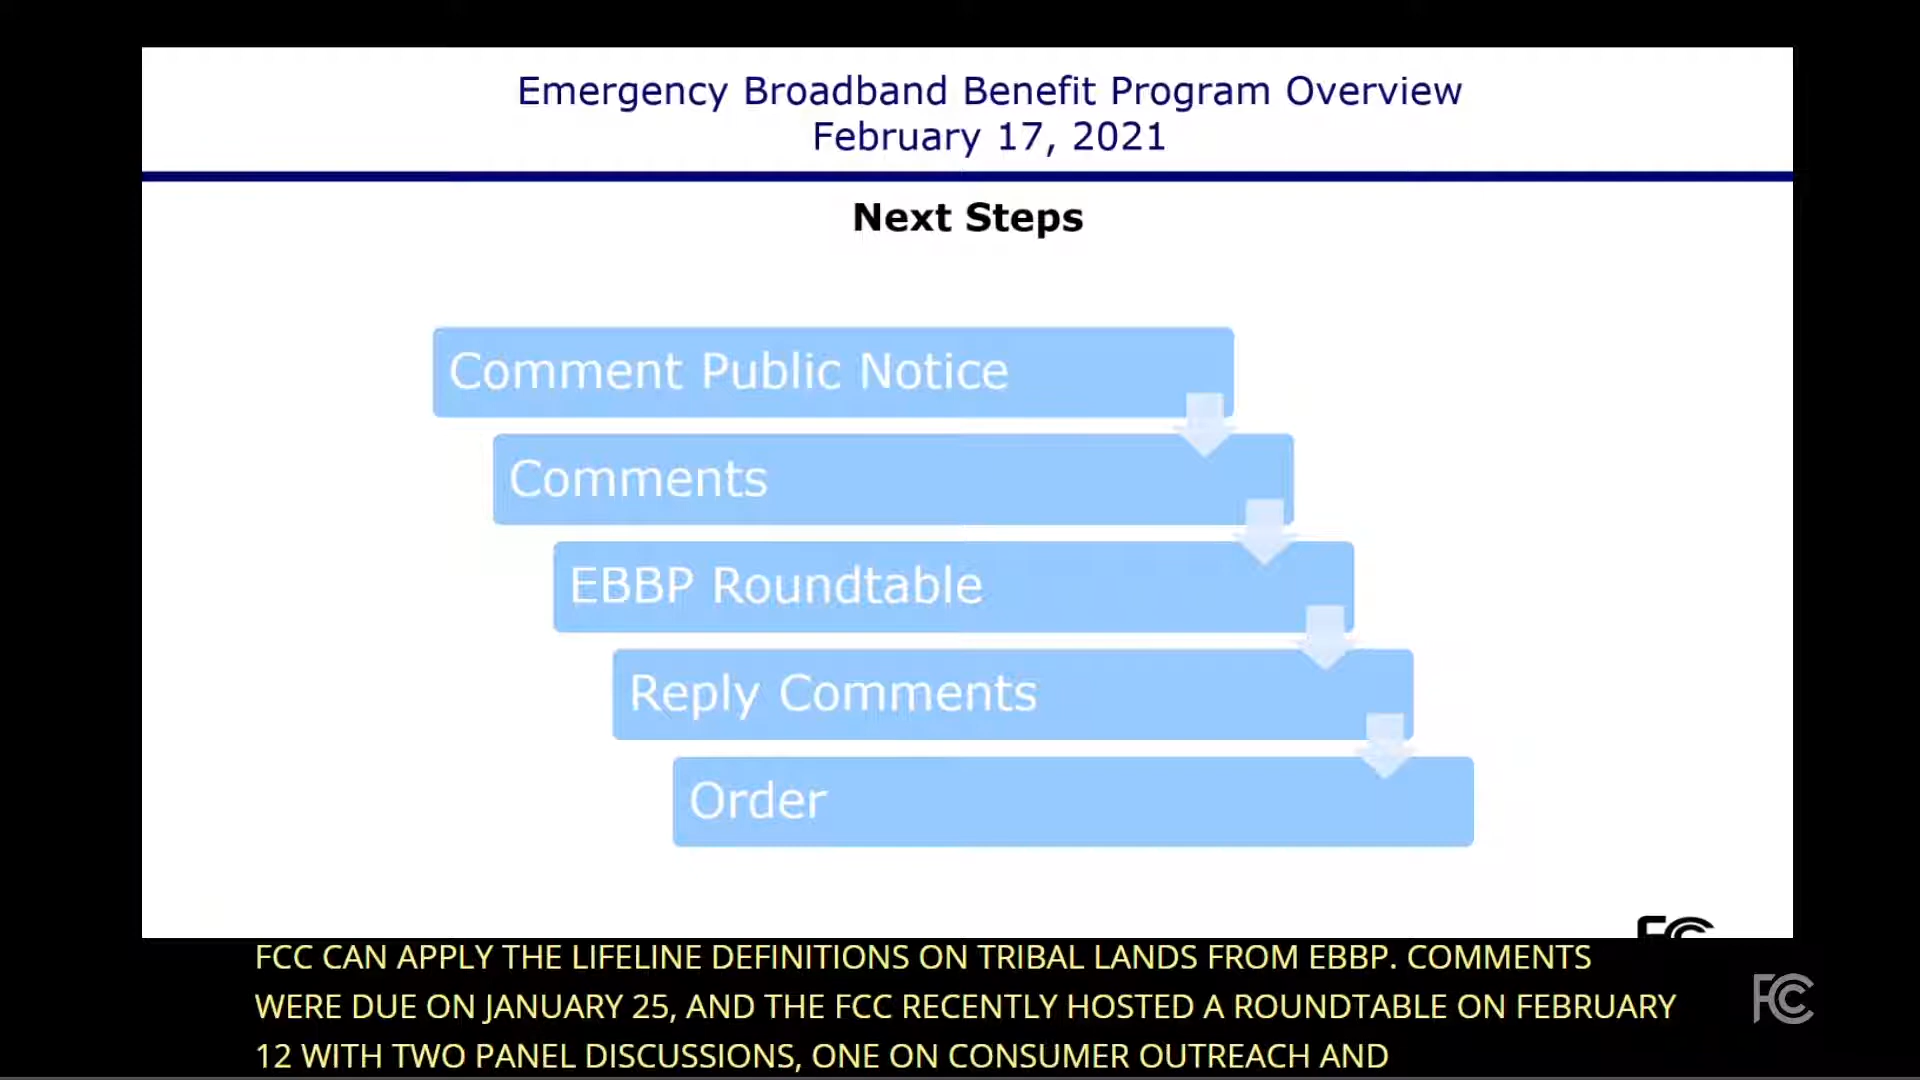 Emergency Broadband Benefit Program Overview
February 17, 2021
Next Steps
Comment Public Notice
Comments
EBBP Roundtable
Reply Comments
Order
FCC
FCC CAN APPLY THE LIFELINE DEFINITIONS ON TRIBAL LANDS FROM EBBP. COMMENTS
WERE DUE ON JANUARY 25, AND THE FCC RECENTLY HOSTED A ROUNDTABLE ON FEBRUARY
12 WITH TWO PANEL DISCUSSIONS, ONE ON CONSUMER OUTREACH AND
FCC